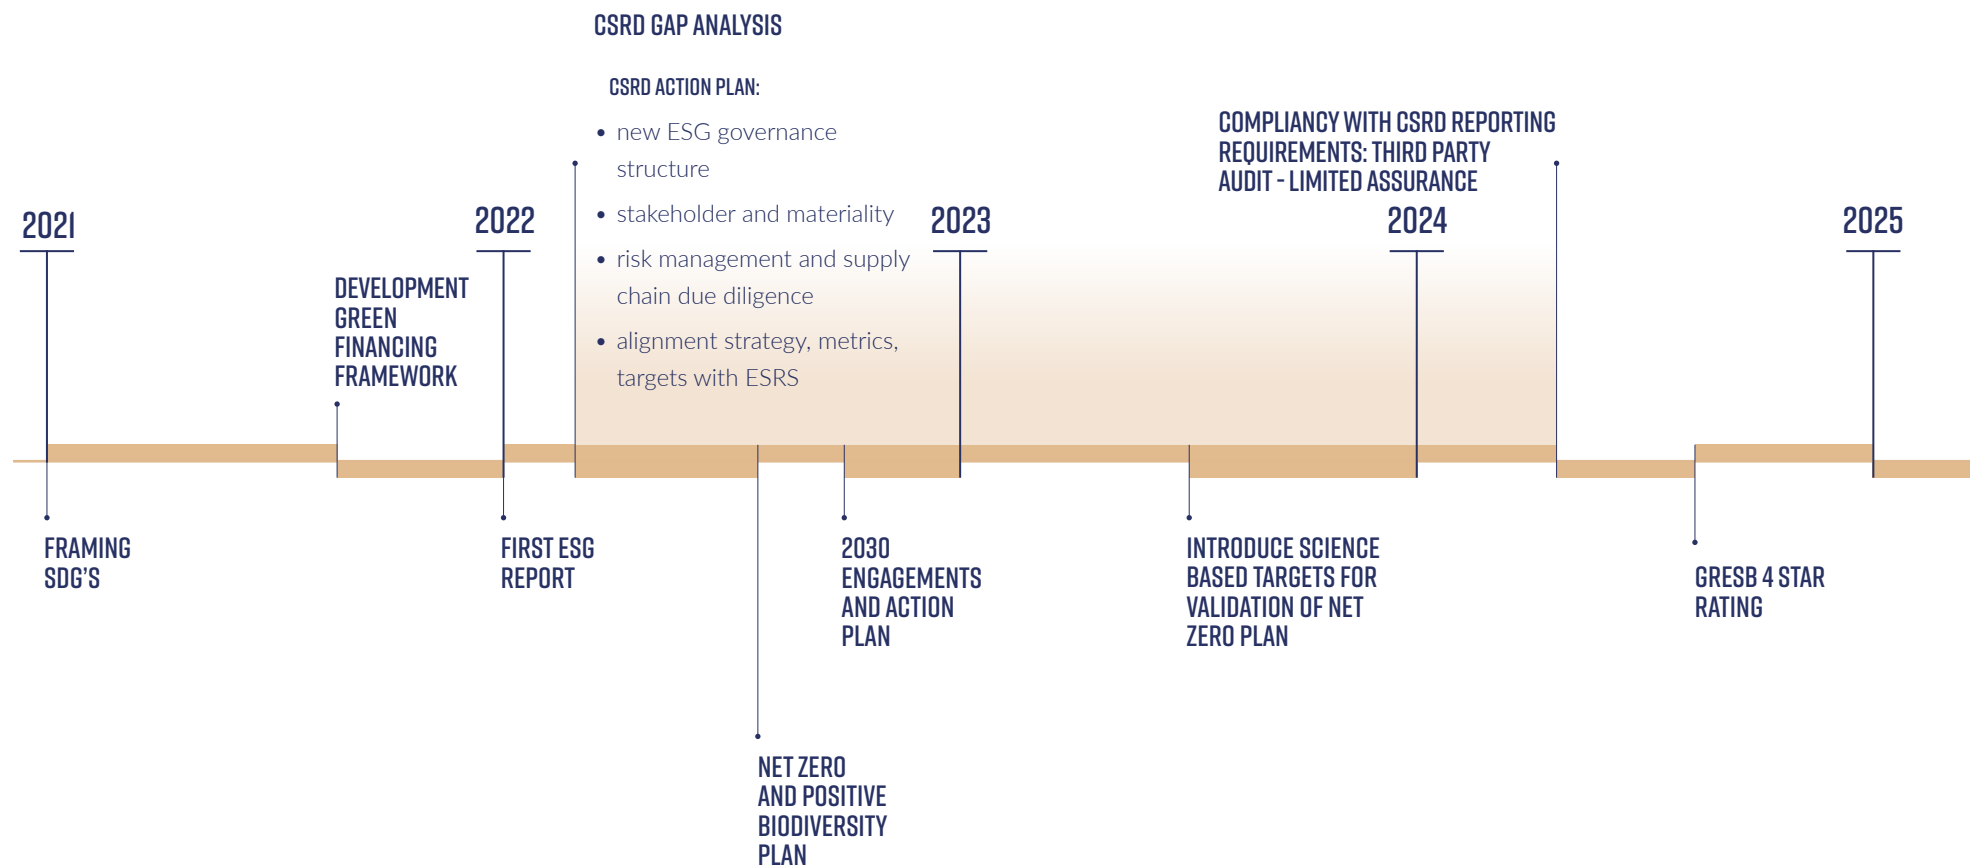 CSRD GAP ANALYSIS
CSRD ACTION PLAN:
• new ESG governance
structure
• stakeholder and materiality
• risk management and supply
chain due diligence
• alignment strategy, metrics,
targets with ESRS
COMPLIANCY WITH CSRD REPORTING
REQUIREMENTS: THIRD PARTY
AUDIT - LIMITED ASSURANCE
2021
2022
2023
2024
2025
DEVELOPMENT
GREEN
FINANCING
FRAMEWORK
FRAMING
SDG'S
FIRST ESG
REPORT
2030
ENGAGEMENTS
AND ACTION
PLAN
INTRODUCE SCIENCE
BASED TARGETS FOR
VALIDATION OF NET
ZERO PLAN
GRESB 4 STAR
RATING
NET ZERO
AND POSITIVE
BIODIVERSITY
PLAN